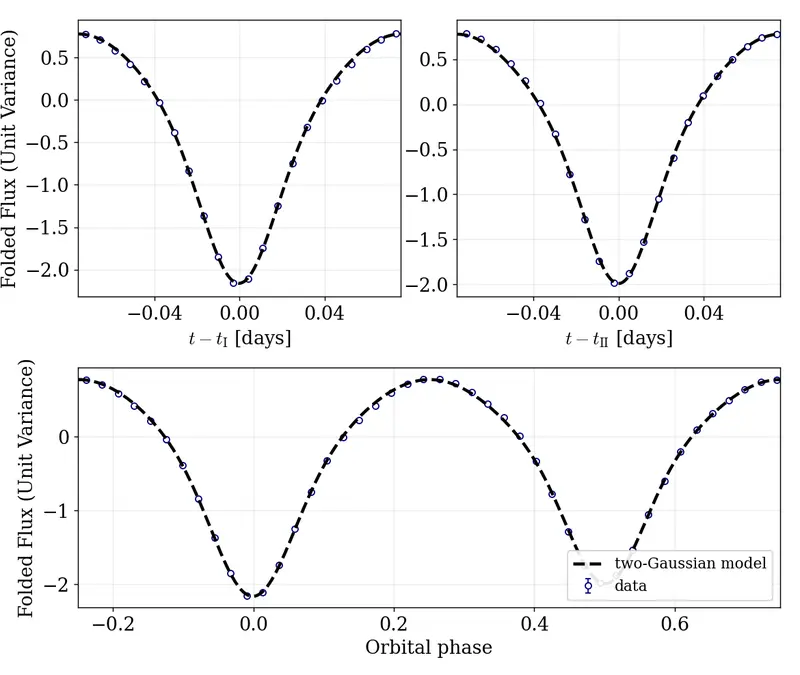 Folded Flux (Unit Variance)
0.5
0.0
−0.5
−1.0
−1.5
−2.0
−0.04 0.00 0.04
t − t_I [days]
0.5
0.0
−0.5
−1.0
−1.5
−2.0
−0.04 0.00 0.04
t − t_II [days]
Folded Flux (Unit Variance)
0
−1
−2
two-Gaussian model
data
−0.2 0.0 0.2 0.4 0.6
Orbital phase